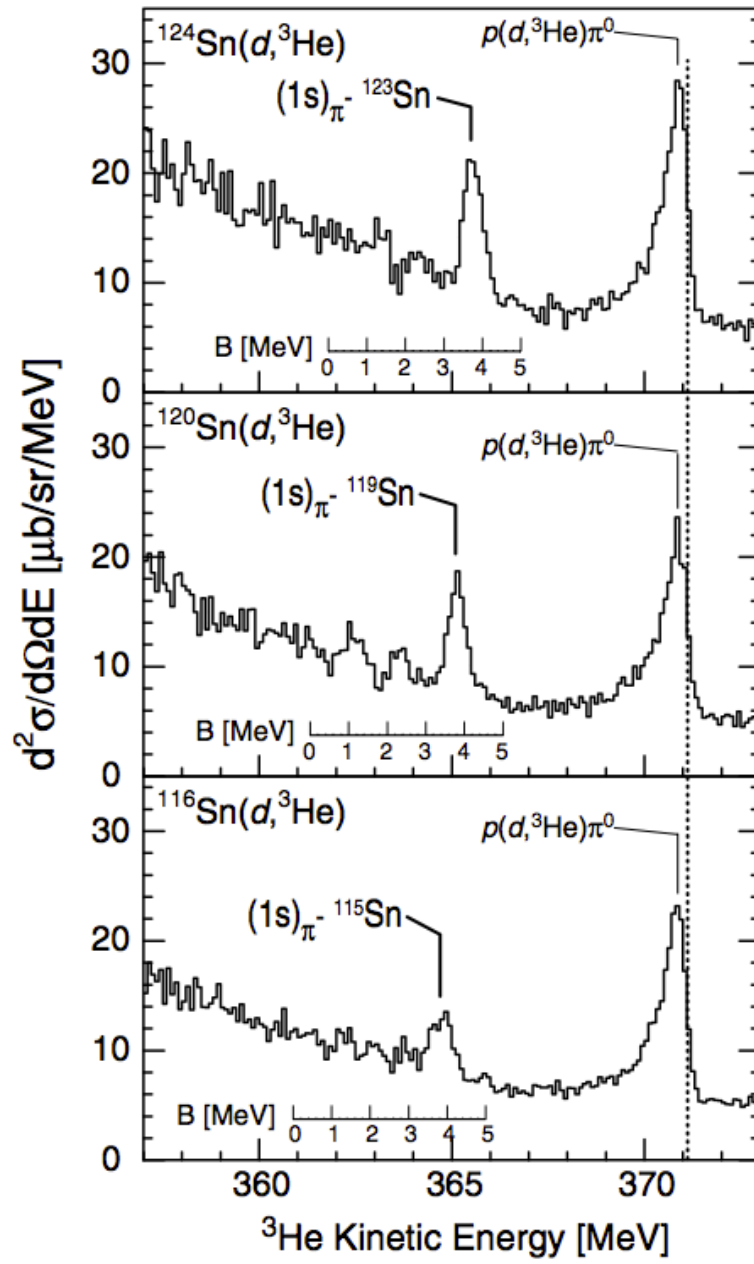 ¹²⁴Sn(d,³He)
p(d,³He)π⁰
(1s)π- ¹²³Sn
30
20
10
0
B [MeV]
0 1 2 3 4 5
¹²⁰Sn(d,³He)
p(d,³He)π⁰
(1s)π- ¹¹⁹Sn
30
20
10
0
B [MeV]
0 1 2 3 4 5
d²σ/dΩdE [μb/sr/MeV]
¹¹⁶Sn(d,³He)
p(d,³He)π⁰
(1s)π- ¹¹⁵Sn
30
20
10
0
B [MeV]
0 1 2 3 4 5
360 365 370
³He Kinetic Energy [MeV]